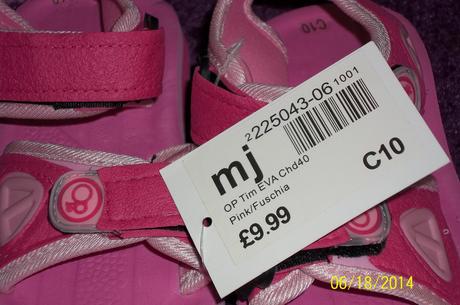 C10
2225043-06 1001
mj
OP Tim EVA Chd40
Pink/Fuschia
£9.99
C10
06/18/2014